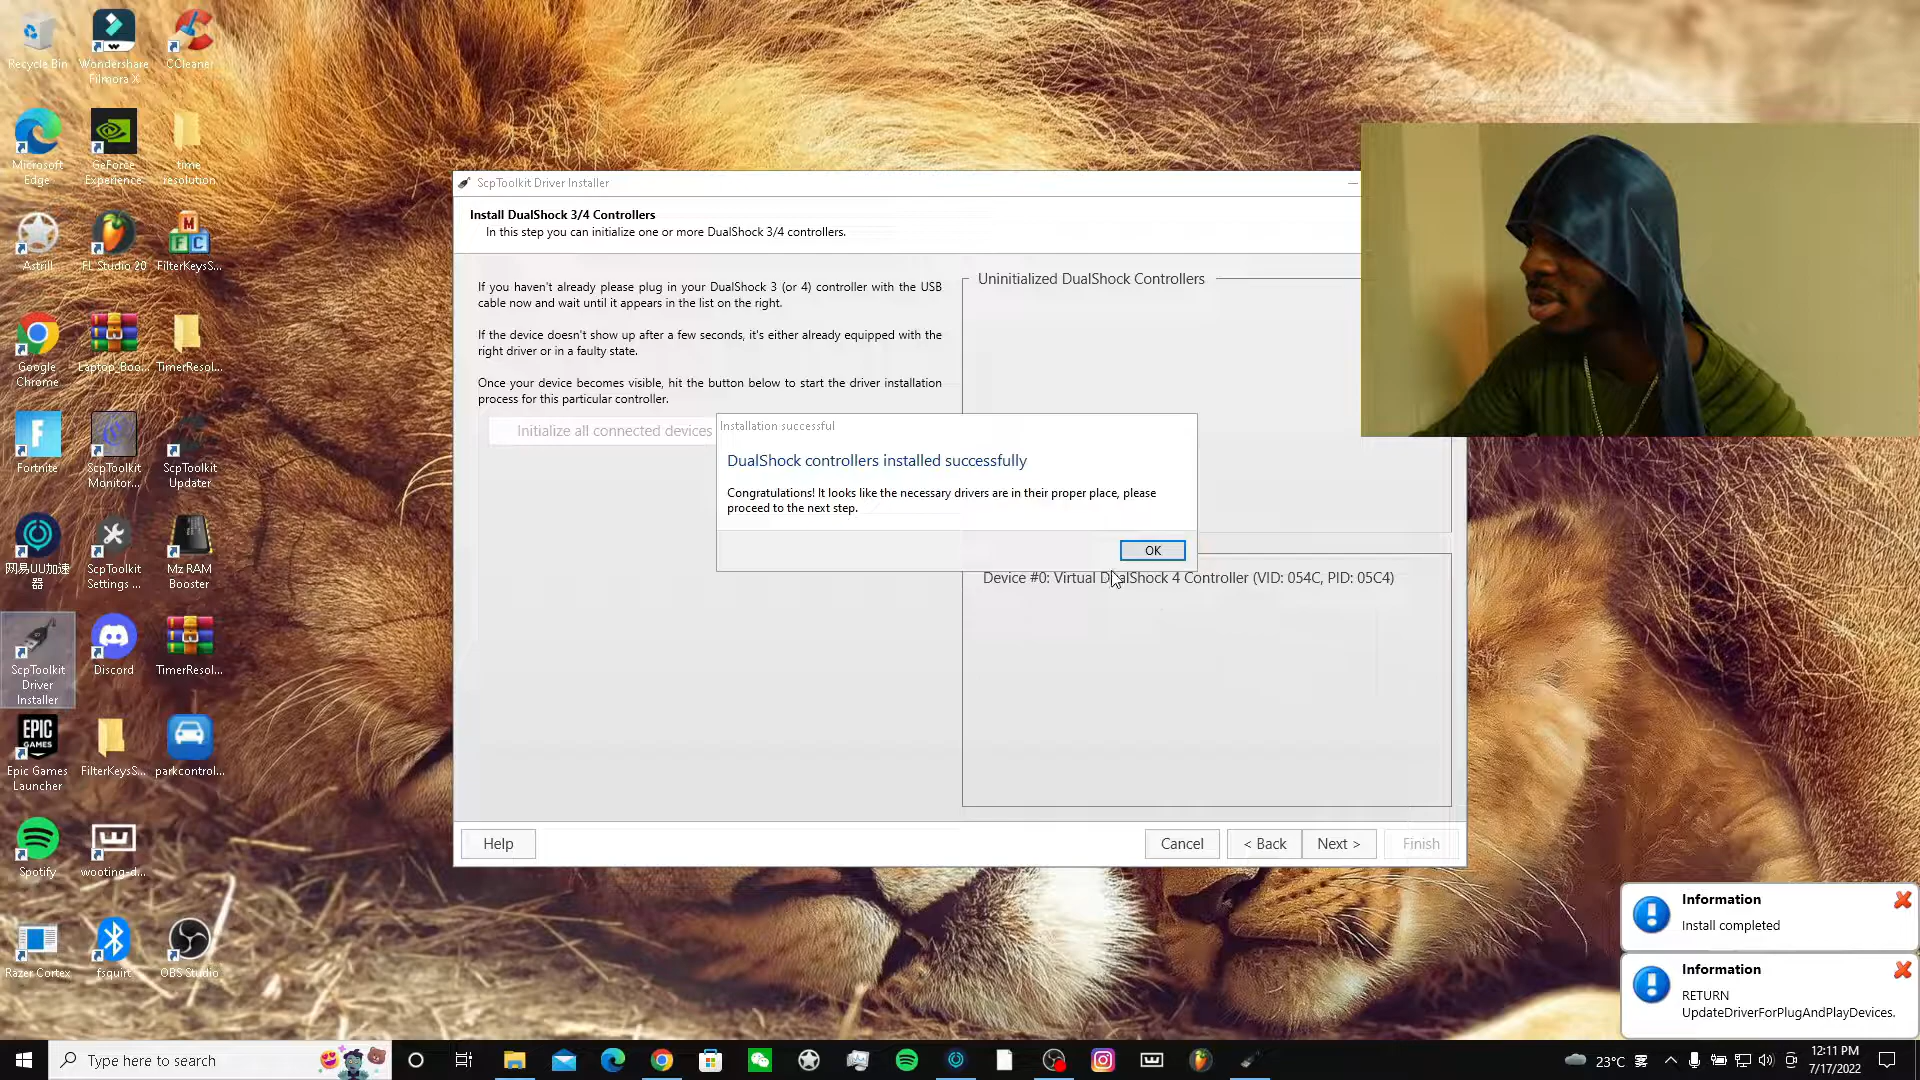 Recycle Bin
Wondershare
Filmora X
CCleaner
Microsoft
Edge
GeForce
Experience
time
resolution
Astrill
FL Studio 20
FilterKeysS...
Google
Chrome
Laptop_Boo...
TimerResol...
Fortnite
ScpToolkit
Monitor...
ScpToolkit
Updater
网易UU加速
器
ScpToolkit
Settings ...
Mz RAM
Booster
ScpToolkit
Driver
Installer
Discord
TimerResol...
EPIC
GAMES
Epic Games
Launcher
FilterKeysS...
parkcontrol...
Spotify
wooting-d...
Razer Cortex
fsquirt
OBS Studio
ScpToolkit Driver Installer
Install DualShock 3/4 Controllers
In this step you can initialize one or more DualShock 3/4 controllers.
If you haven't already please plug in your DualShock 3 (or 4) controller with the USB
cable now and wait until it appears in the list on the right.
If the device doesn't show up after a few seconds, it's either already equipped with the
right driver or in a faulty state.
Once your device becomes visible, hit the button below to start the driver installation
process for this particular controller.
Initialize all connected devices
Uninitialized DualShock Controllers
Installation successful
DualShock controllers installed successfully
Congratulations! It looks like the necessary drivers are in their proper place, please
proceed to the next step.
OK
Device #0: Virtual DualShock 4 Controller (VID: 054C, PID: 05C4)
Help
Cancel
< Back
Next >
Finish
Information
Install completed
Information
RETURN
UpdateDriverForPlugAndPlayDevices.
Type here to search
23°C
12:11 PM
7/17/2022